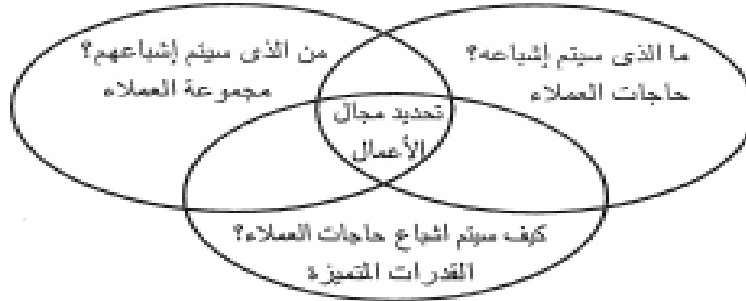 ما الذى سيتم إشباعه؟
حاجات العملاء
من الذى سيتم إشباعهم؟
مجموعة العملاء
تحديد مجال
الأعمال
كيف سيتم اشباع حاجات العملاء؟
القدرات المتميزة